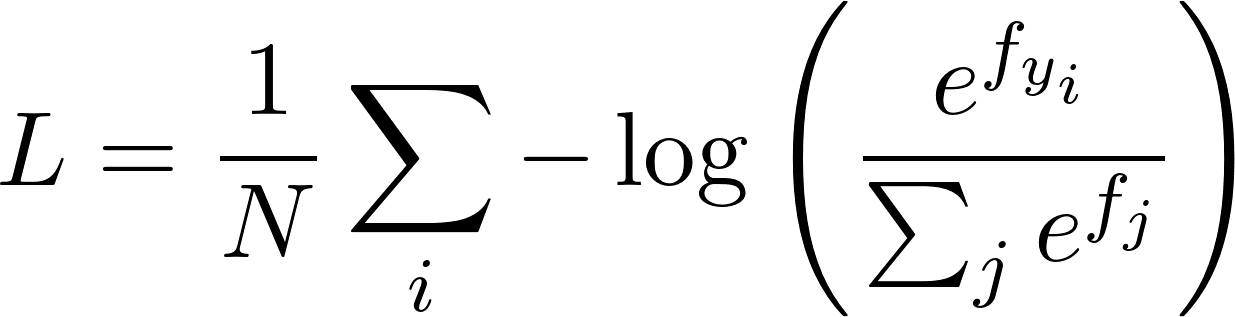 L = \frac{1}{N} \sum_i -\log\left(\frac{e^{f_{y_i}}}{\sum_j e^{f_j}}\right)